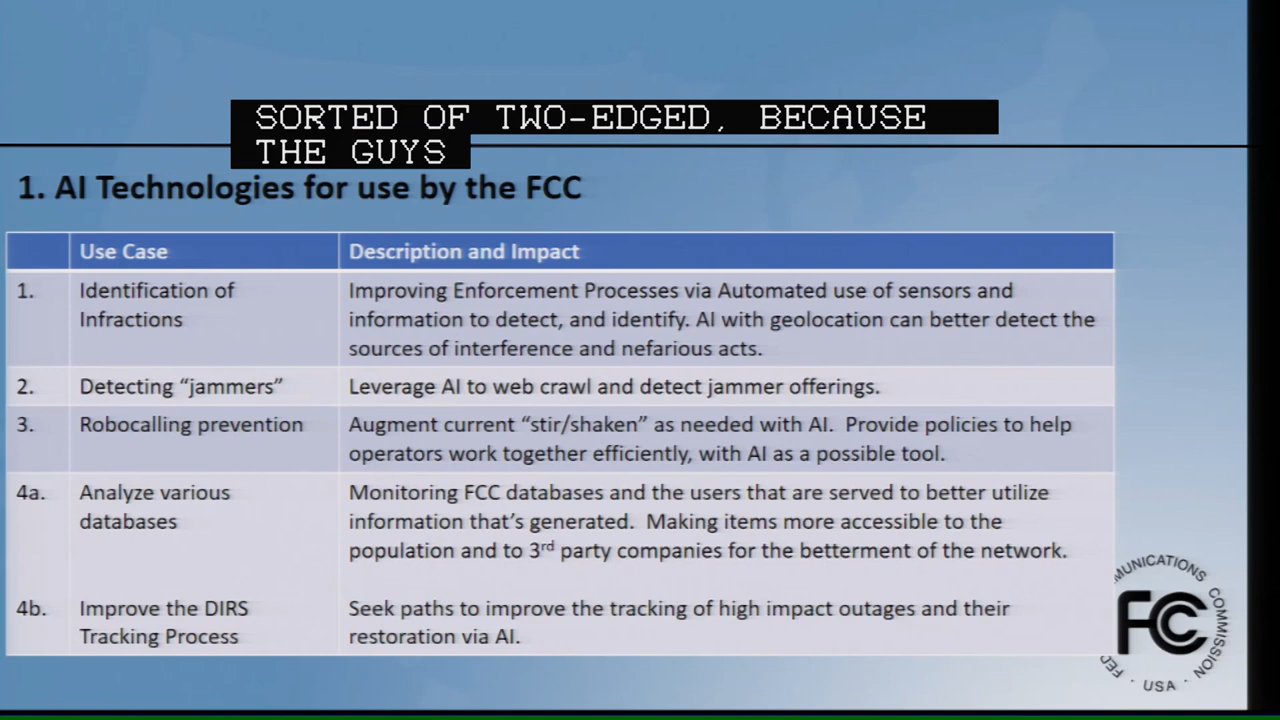 SORTED OF TWO-EDGED, BECAUSE
THE GUYS
1. AI Technologies for use by the FCC
Use Case Description and Impact
1. Identification of Infractions
Improving Enforcement Processes via Automated use of sensors and
information to detect, and identify. AI with geolocation can better detect the
sources of interference and nefarious acts.
2. Detecting “jammers” Leverage AI to web crawl and detect jammer offerings.
3. Robocalling prevention
Augment current “stir/shaken” as needed with AI.  Provide policies to help
operators work together efficiently, with AI as a possible tool.
4a. Analyze various
databases
Monitoring FCC databases and the users that are served to better utilize
information that’s generated.  Making items more accessible to the
population and to 3rd party companies for the betterment of the network.
4b. Improve the DIRS
Tracking Process
Seek paths to improve the tracking of high impact outages and their
restoration via AI.
FCC
COMMISSION
USA